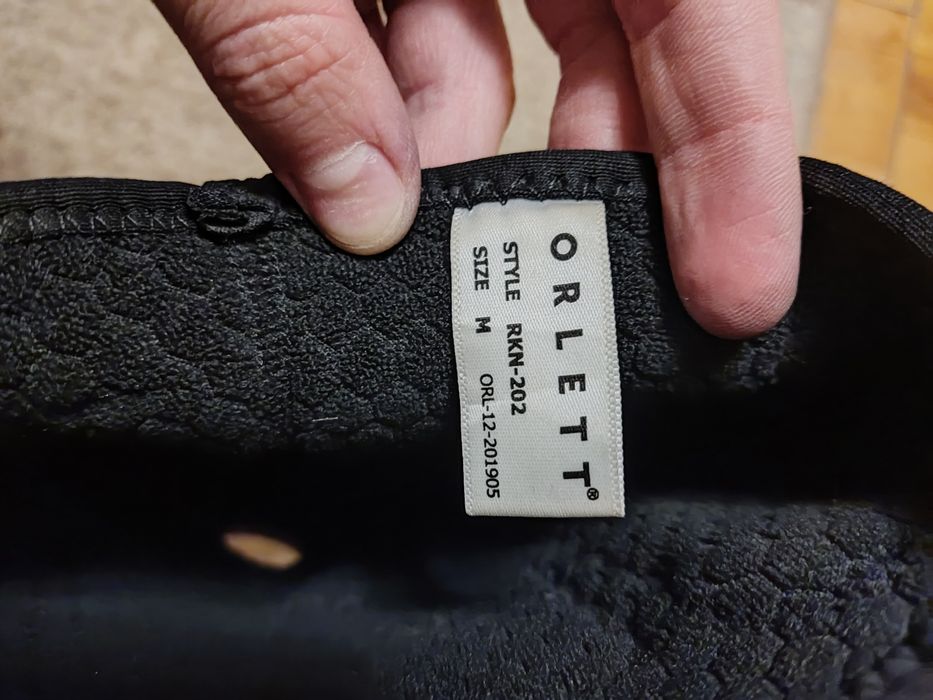 ORLETT®
STYLE RKN-202
SIZE M ORL-12-201905